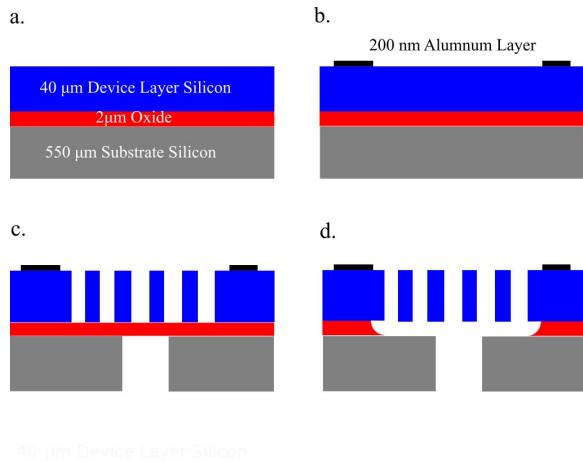 a.
b.
200 nm Alumnum Layer
40 μm Device Layer Silicon
2μm Oxide
550 μm Substrate Silicon
c.
d.
40 μm Device Layer Silicon